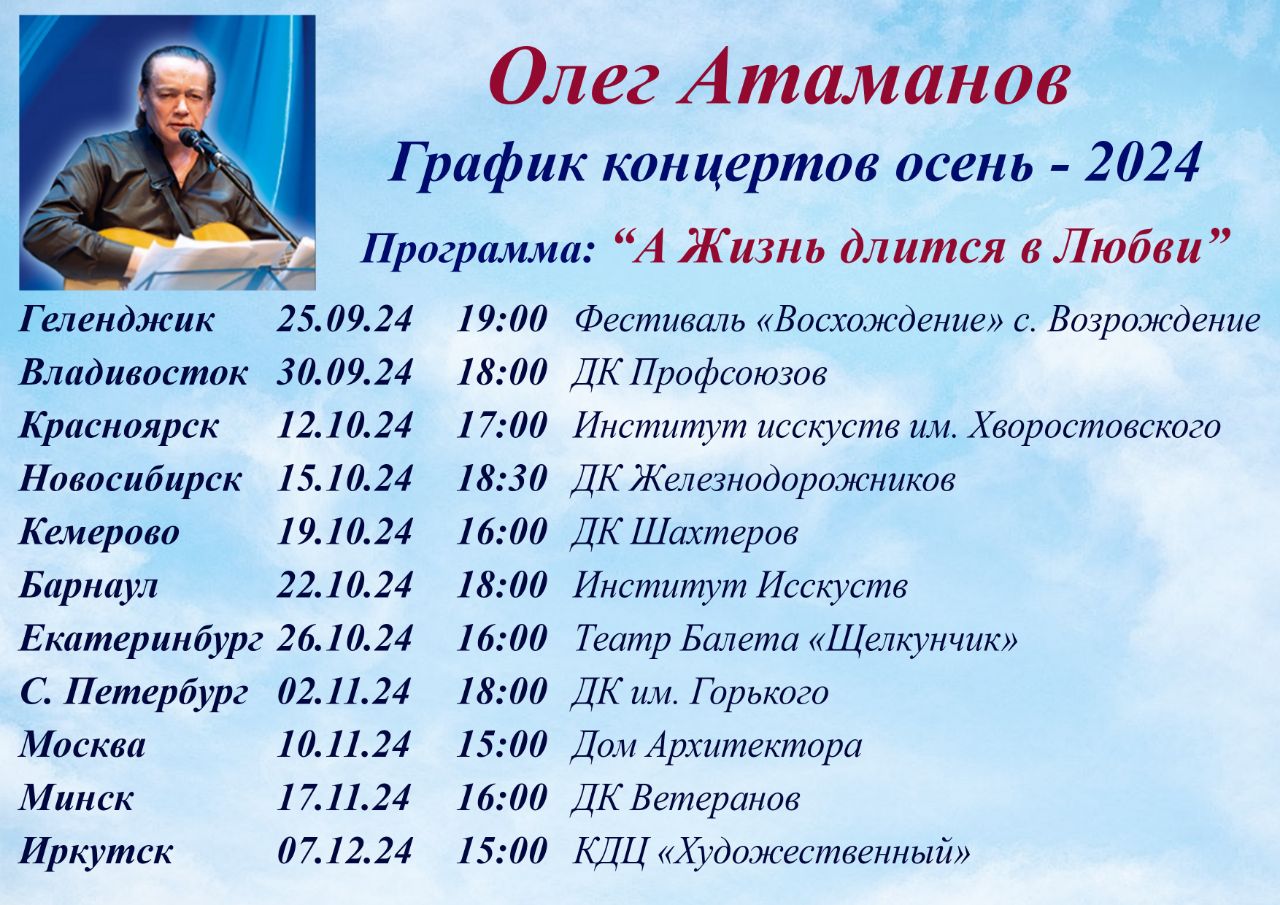 Олег Атаманов
График концертов осень - 2024
Программа: “А Жизнь длится в Любви”
Геленджик 25.09.24 19:00 Фестиваль «Восхождение» с. Возрождение
Владивосток 30.09.24 18:00 ДК Профсоюзов
Красноярск 12.10.24 17:00 Институт исскуств им. Хворостовского
Новосибирск 15.10.24 18:30 ДК Железнодорожников
Кемерово 19.10.24 16:00 ДК Шахтеров
Барнаул 22.10.24 18:00 Институт Исскуств
Екатеринбург 26.10.24 16:00 Театр Балета «Щелкунчик»
С. Петербург 02.11.24 18:00 ДК им. Горького
Москва 10.11.24 15:00 Дом Архитектора
Минск 17.11.24 16:00 ДК Ветеранов
Иркутск 07.12.24 15:00 КДЦ «Художественный»